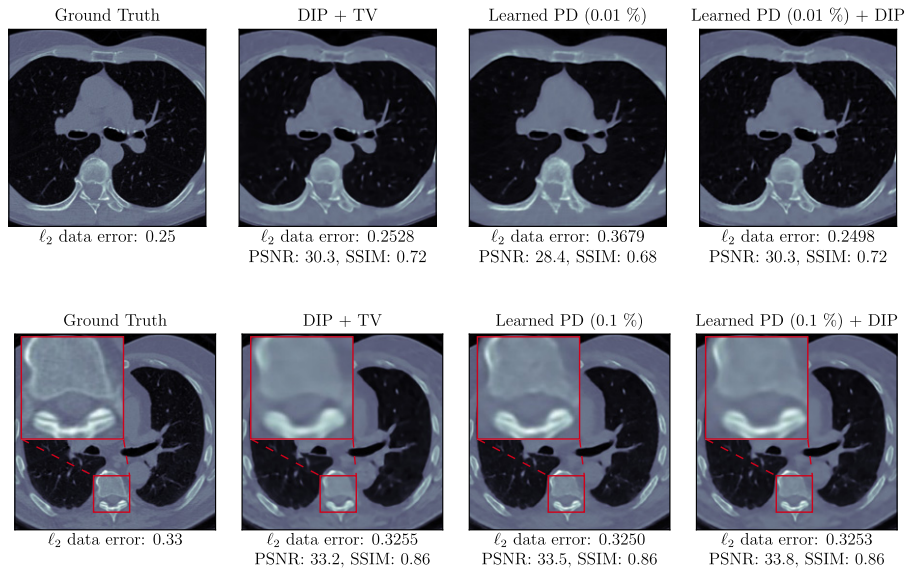 Ground Truth
DIP + TV
Learned PD (0.01 %)
Learned PD (0.01 %) + DIP
ℓ₂ data error: 0.25
ℓ₂ data error: 0.2528
PSNR: 30.3, SSIM: 0.72
ℓ₂ data error: 0.3679
PSNR: 28.4, SSIM: 0.68
ℓ₂ data error: 0.2498
PSNR: 30.3, SSIM: 0.72
Ground Truth
DIP + TV
Learned PD (0.1 %)
Learned PD (0.1 %) + DIP
ℓ₂ data error: 0.33
ℓ₂ data error: 0.3255
PSNR: 33.2, SSIM: 0.86
ℓ₂ data error: 0.3250
PSNR: 33.5, SSIM: 0.86
ℓ₂ data error: 0.3253
PSNR: 33.8, SSIM: 0.86